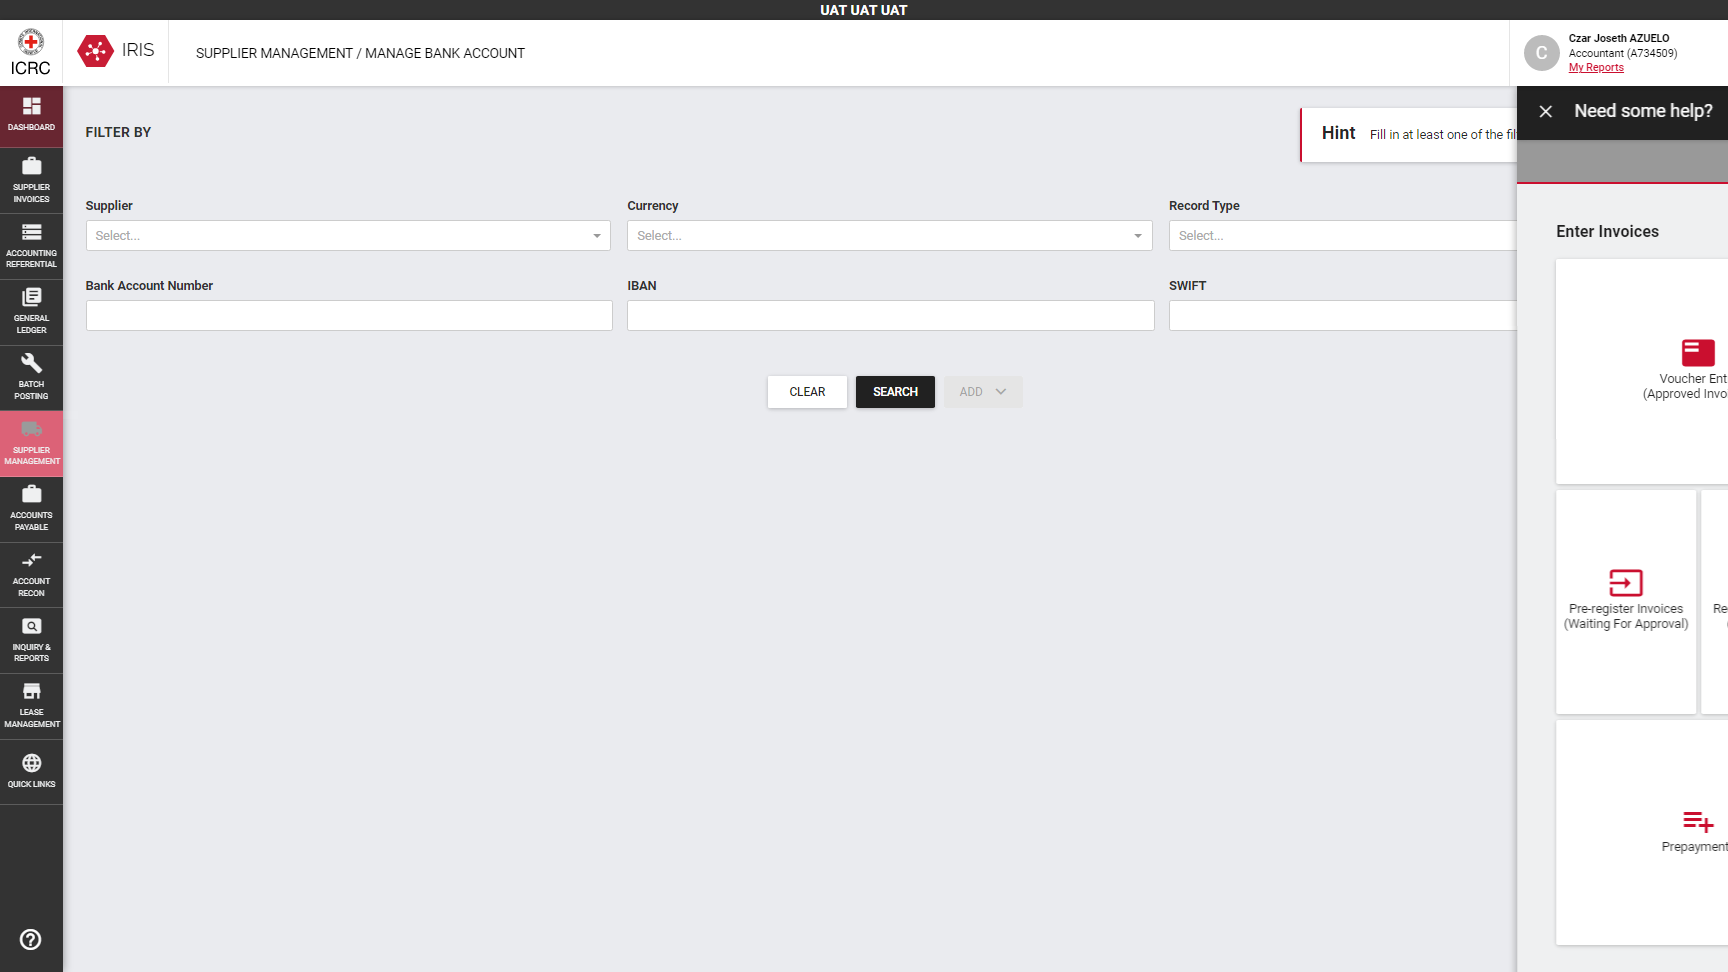 UAT UAT UAT
ICRC
IRIS
SUPPLIER MANAGEMENT / MANAGE BANK ACCOUNT
C
Czar Joseth AZUELO
Accountant (A734509)
My Reports
DASHBOARD
SUPPLIER
INVOICES
ACCOUNTING
REFERENTIAL
GENERAL
LEDGER
BATCH
POSTING
SUPPLIER
MANAGEMENT
ACCOUNTS
PAYABLE
ACCOUNT
RECON
INQUIRY &
REPORTS
LEASE
MANAGEMENT
QUICK LINKS
FILTER BY
Hint Fill in at least one of the
Supplier
Select...
Currency
Select...
Record Type
Select...
Bank Account Number
IBAN
SWIFT
CLEAR
SEARCH
ADD
Need some help?
Enter Invoices
Voucher Ent
(Approved Invoi
Pre-register Invoices
(Waiting For Approval)
Re
Prepayment